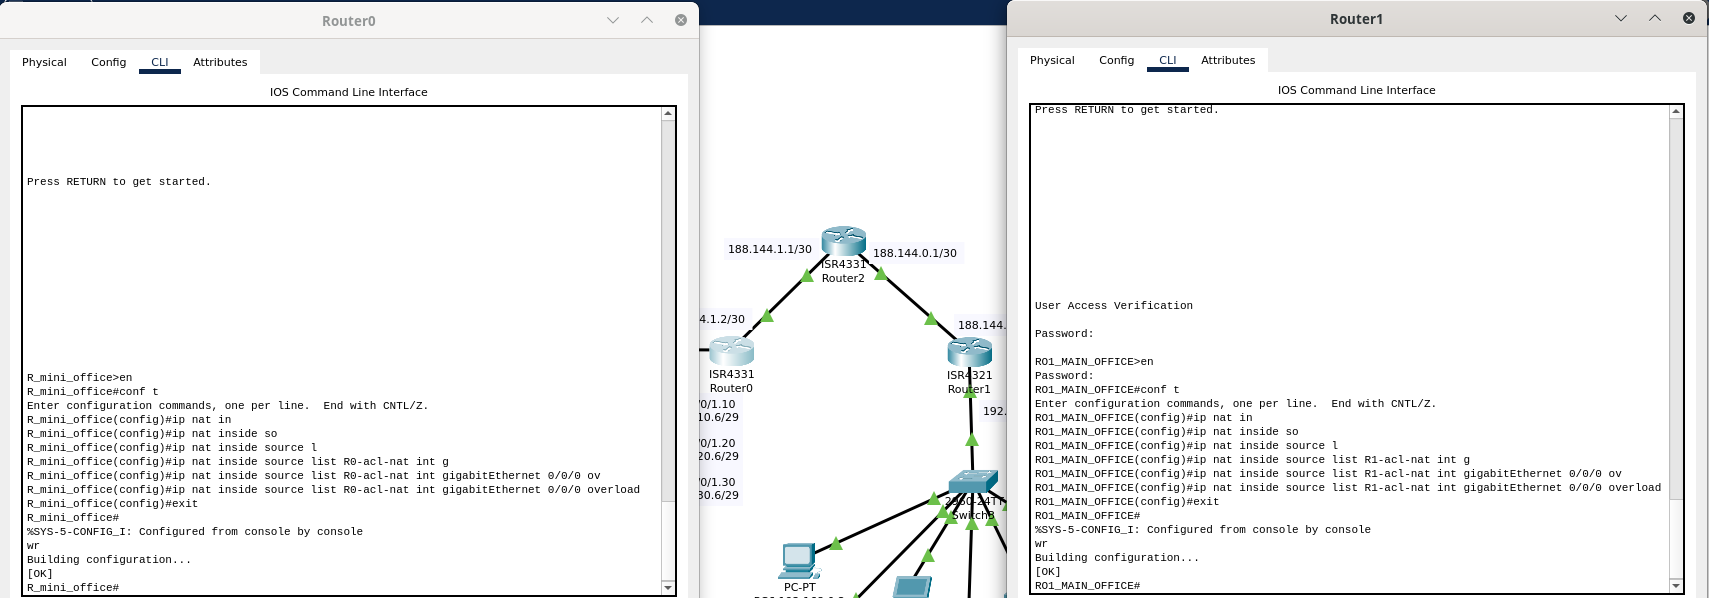 Router0
Physical Config CLI Attributes
IOS Command Line Interface
Press RETURN to get started.
R_mini_office>en
R_mini_office#conf t
Enter configuration commands, one per line.  End with CNTL/Z.
R_mini_office(config)#ip nat in
R_mini_office(config)#ip nat inside so
R_mini_office(config)#ip nat inside source l
R_mini_office(config)#ip nat inside source list R0-acl-nat int g
R_mini_office(config)#ip nat inside source list R0-acl-nat int gigabitEthernet 0/0/0 ov
R_mini_office(config)#ip nat inside source list R0-acl-nat int gigabitEthernet 0/0/0 overload
R_mini_office(config)#exit
R_mini_office#
%SYS-5-CONFIG_I: Configured from console by console
wr
Building configuration...
[OK]
R_mini_office#
188.144.1.1/30
188.144.0.1/30
ISR4331
Router2
4.1.2/30
188.144.
ISR4331
Router0
ISR4321
Router1
0/1.10
10.6/29
192.
0/1.20
20.6/29
0/1.30
30.6/29
2960-24TT
Switch3
PC-PT
Router1
Physical Config CLI Attributes
IOS Command Line Interface
Press RETURN to get started.
User Access Verification
Password:
RO1_MAIN_OFFICE>en
Password:
RO1_MAIN_OFFICE#conf t
Enter configuration commands, one per line.  End with CNTL/Z.
RO1_MAIN_OFFICE(config)#ip nat in
RO1_MAIN_OFFICE(config)#ip nat inside so
RO1_MAIN_OFFICE(config)#ip nat inside source l
RO1_MAIN_OFFICE(config)#ip nat inside source list R1-acl-nat int g
RO1_MAIN_OFFICE(config)#ip nat inside source list R1-acl-nat int gigabitEthernet 0/0/0 ov
RO1_MAIN_OFFICE(config)#ip nat inside source list R1-acl-nat int gigabitEthernet 0/0/0 overload
RO1_MAIN_OFFICE(config)#exit
RO1_MAIN_OFFICE#
%SYS-5-CONFIG_I: Configured from console by console
wr
Building configuration...
[OK]
RO1_MAIN_OFFICE#